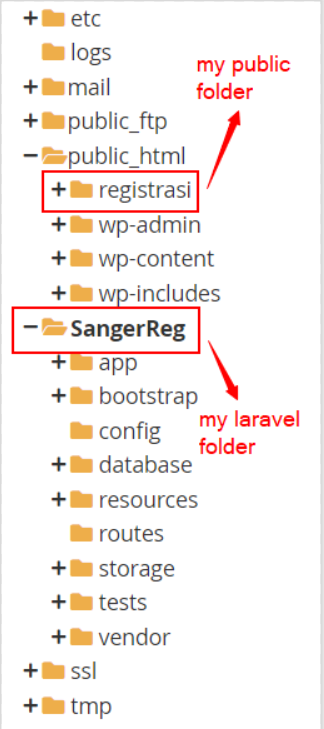 etc
logs
my public
folder
mail
public_ftp
public_html
registrasi
wp-admin
wp-content
wp-includes
SangerReg
app
bootstrap
my laravel
folder
config
database
resources
routes
storage
tests
vendor
ssl
tmp